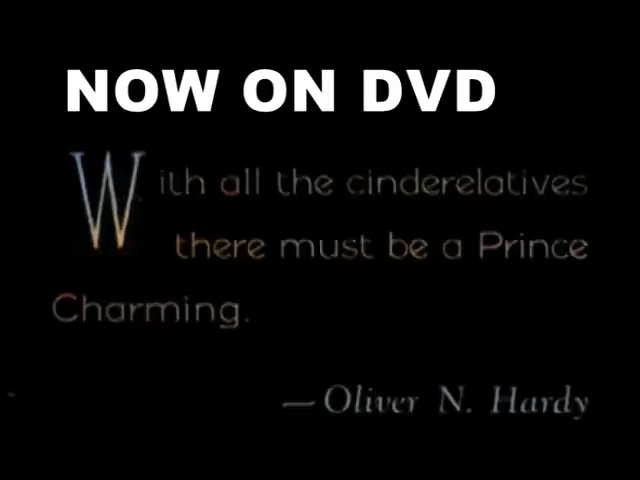 NOW ON DVD
With all the cinderelatives
there must be a Prince
Charming.
—Oliver N. Hardy